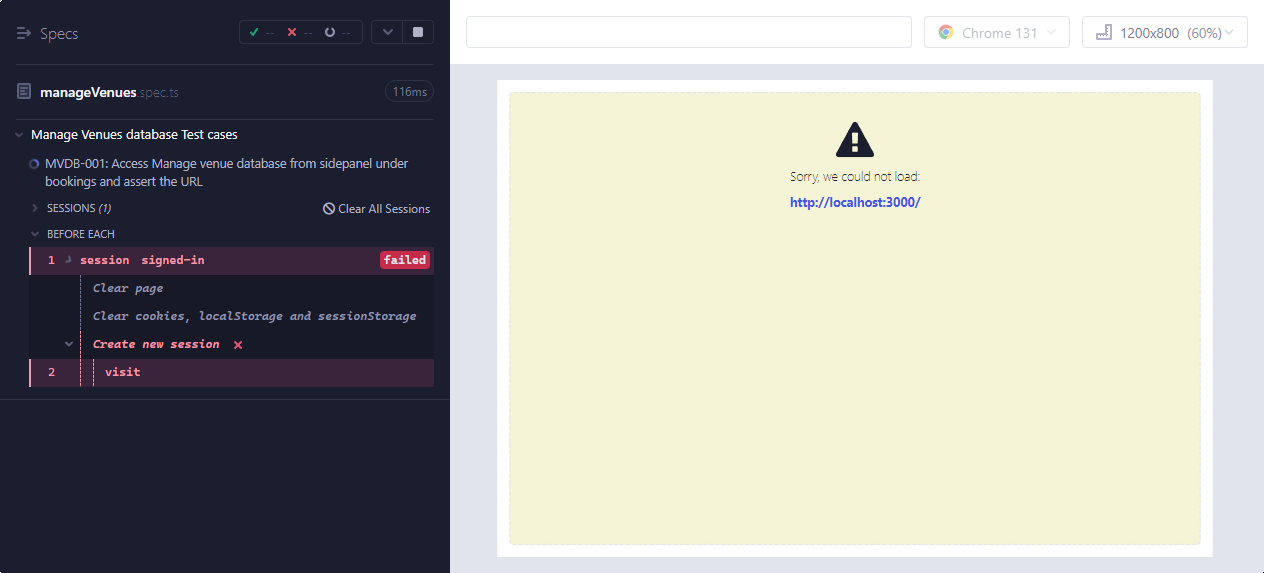 Specs
-- -- --
manageVenues.spec.ts
116ms
Manage Venues database Test cases
MVDB-001: Access Manage venue database from sidepanel under
bookings and assert the URL
SESSIONS (1)
Clear All Sessions
BEFORE EACH
1 session signed-in failed
Clear page
Clear cookies, localStorage and sessionStorage
Create new session
2 visit
Chrome 131
1200x800 (60%)
Sorry, we could not load:
http://localhost:3000/